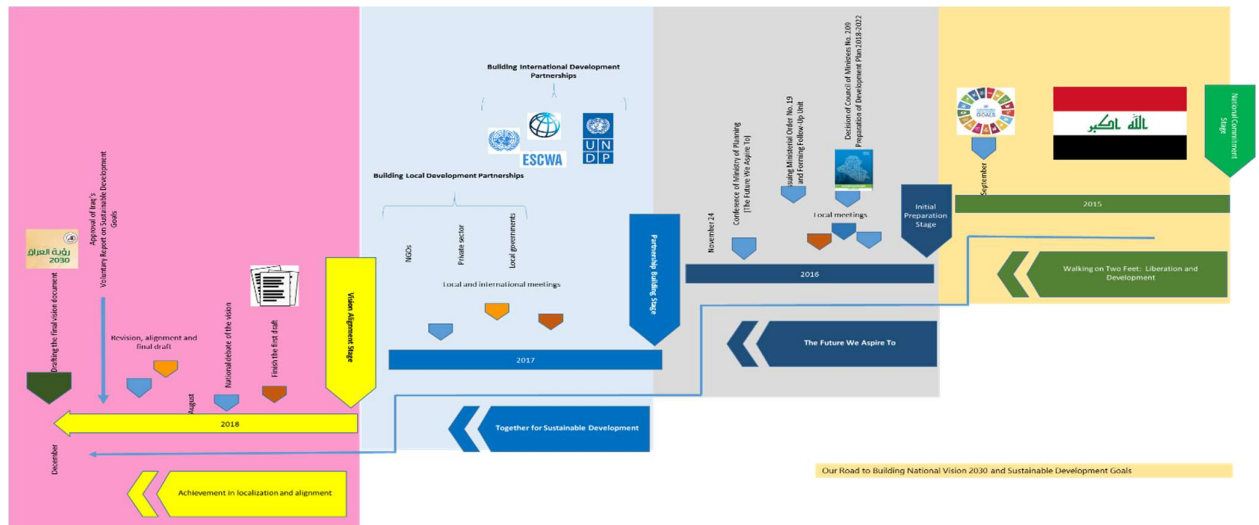 Building International Development
Partnerships
ESCWA
U N
D P
Building Local Development Partnerships
NGOs
Private sector
Local governments
Local and international meetings
Partnership Building Stage
2017
Together for Sustainable Development
رؤية العراق
2030
Drafting the final vision document
Approval of Iraq's
Voluntary Report on Sustainable Development
Goals
Revision, alignment and
final draft
August
National debate of the vision
Finish the first draft
Vision Alignment Stage
2018
December
Achievement in localization and alignment
November 24
Conference of Ministry of Planning
[The Future We Aspire To]
Issuing Ministerial Order No. 19
and Forming Follow-Up Unit
Decision of Council of Ministers No. 209
Preparation of Development Plan 2018-2022
Local meetings
Initial
Preparation
Stage
2016
The Future We Aspire To
GOALS
September
الله اكبر
National Commitment
Stage
2015
Walking on Two Feet: Liberation and
Development
Our Road to Building National Vision 2030 and Sustainable Development Goals